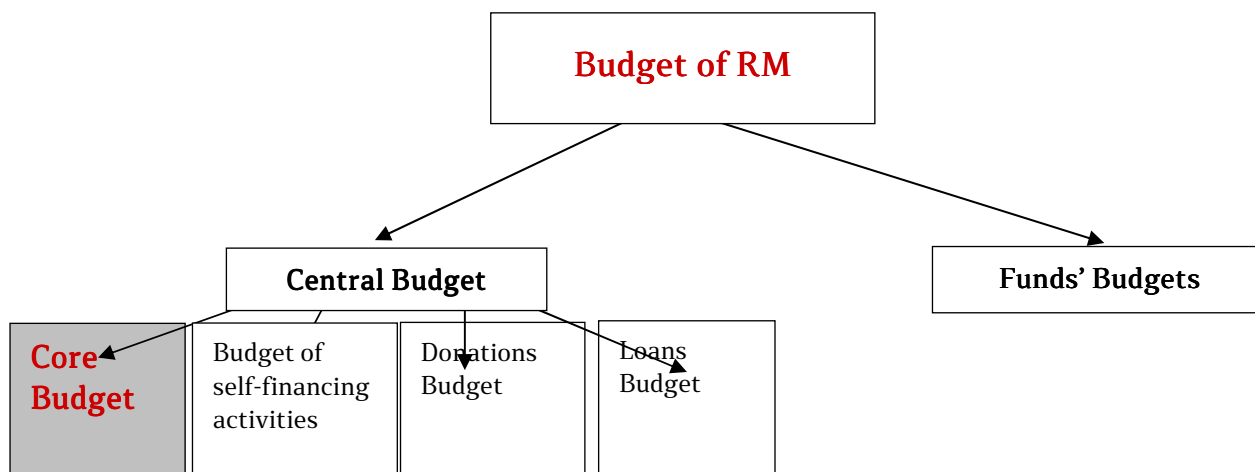 Budget of RM
Central Budget
Funds’ Budgets
Core
Budget
Budget of
self-financing
activities
Donations
Budget
Loans
Budget